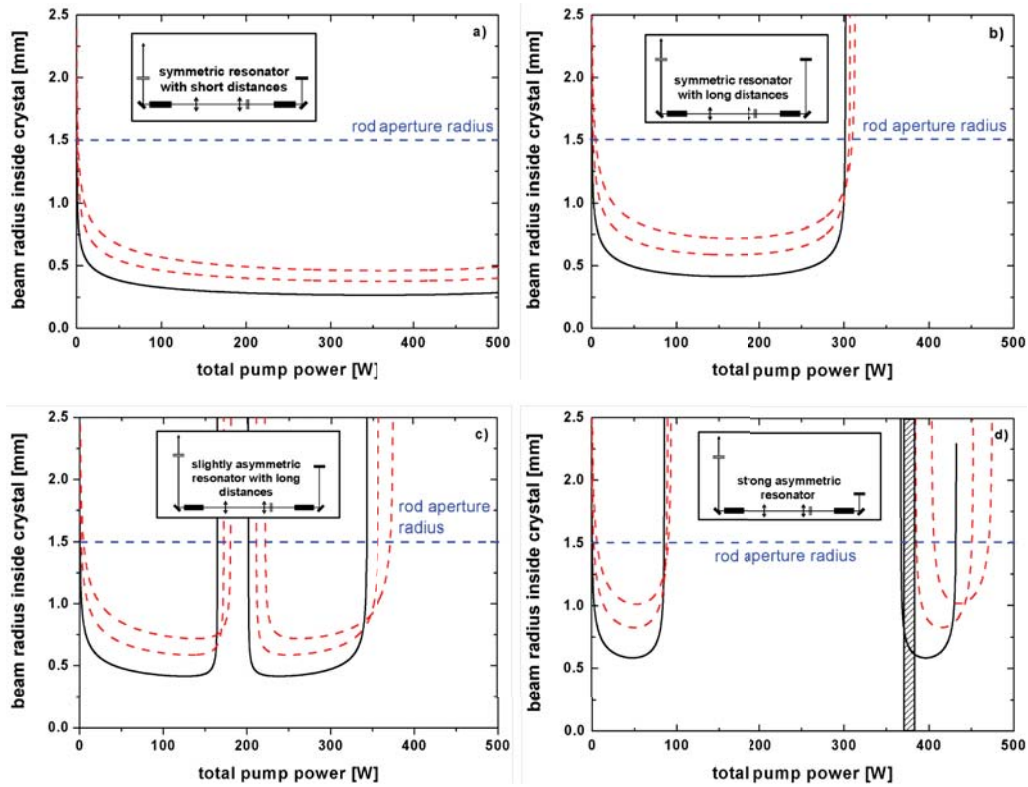 a)
symmetric resonator
with short distances
rod aperture radius
beam radius inside crystal [mm]
2.5
2.0
1.5
1.0
0.5
0.0
0
100
200
300
400
500
total pump power [W]
b)
symmetric resonator
with long distances
rod aperture radius
beam radius inside crystal [mm]
2.5
2.0
1.5
1.0
0.5
0.0
0
100
200
300
400
500
total pump power [W]
c)
slightly asymmetric
resonator with long
distances
rod aperture
radius
beam radius inside crystal [mm]
2.5
2.0
1.5
1.0
0.5
0.0
0
100
200
300
400
500
total pump power [W]
d)
strong asymmetric
resonator
rod aperture radius
beam radius inside crystal [mm]
2.5
2.0
1.5
1.0
0.5
0.0
0
100
200
300
400
500
total pump power [W]